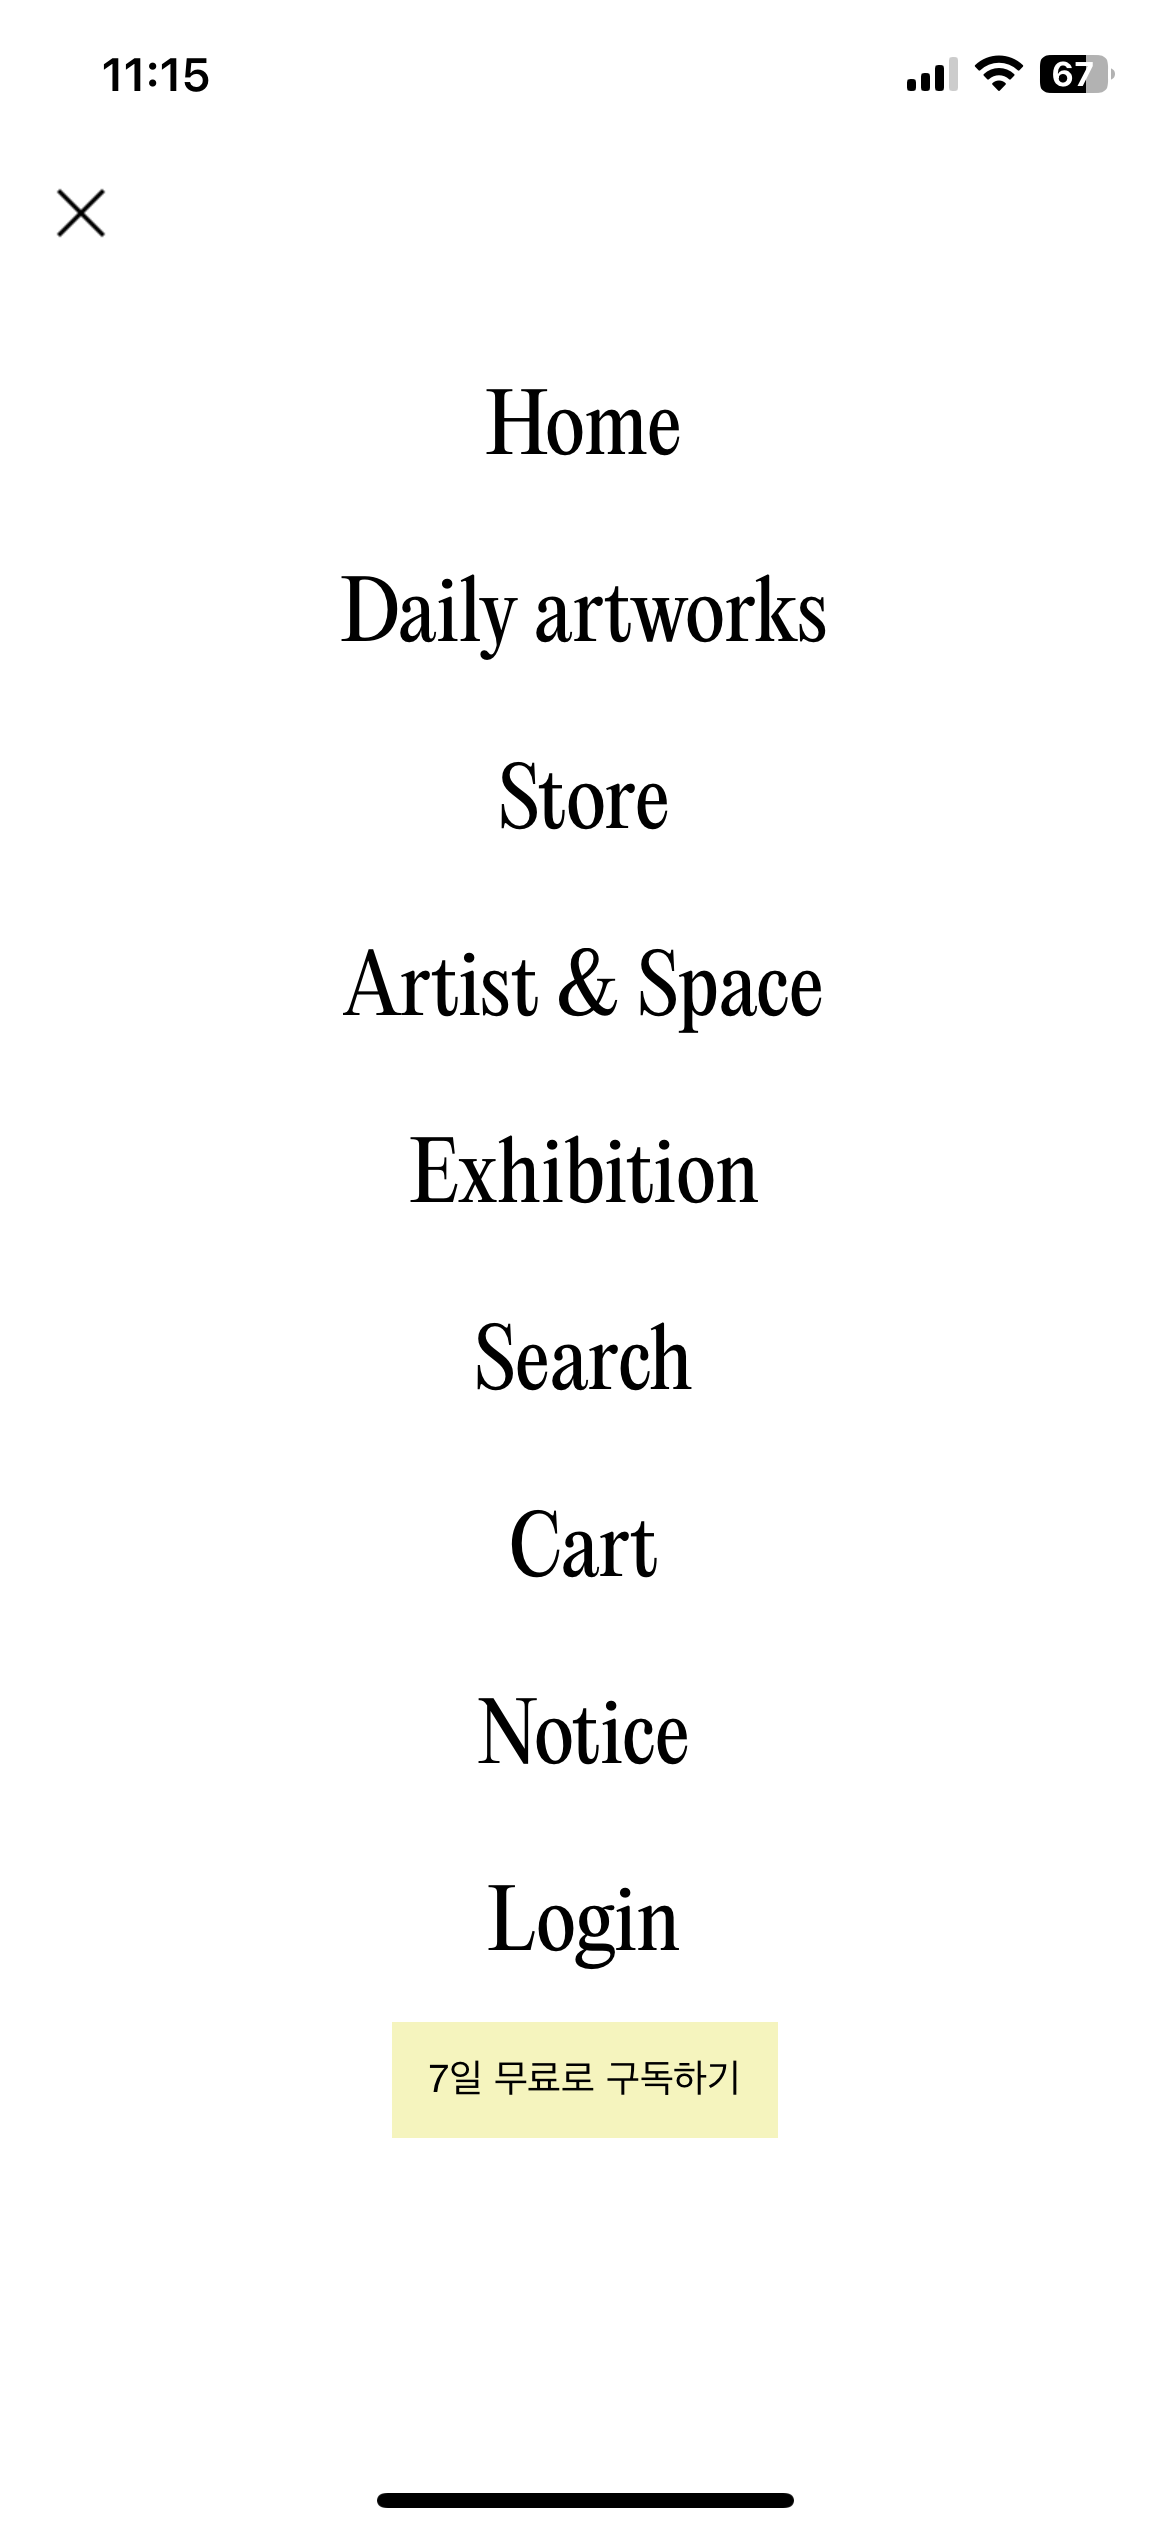 11:15
67
Home
Daily artworks
Store
Artist & Space
Exhibition
Search
Cart
Notice
Login
7일 무료로 구독하기